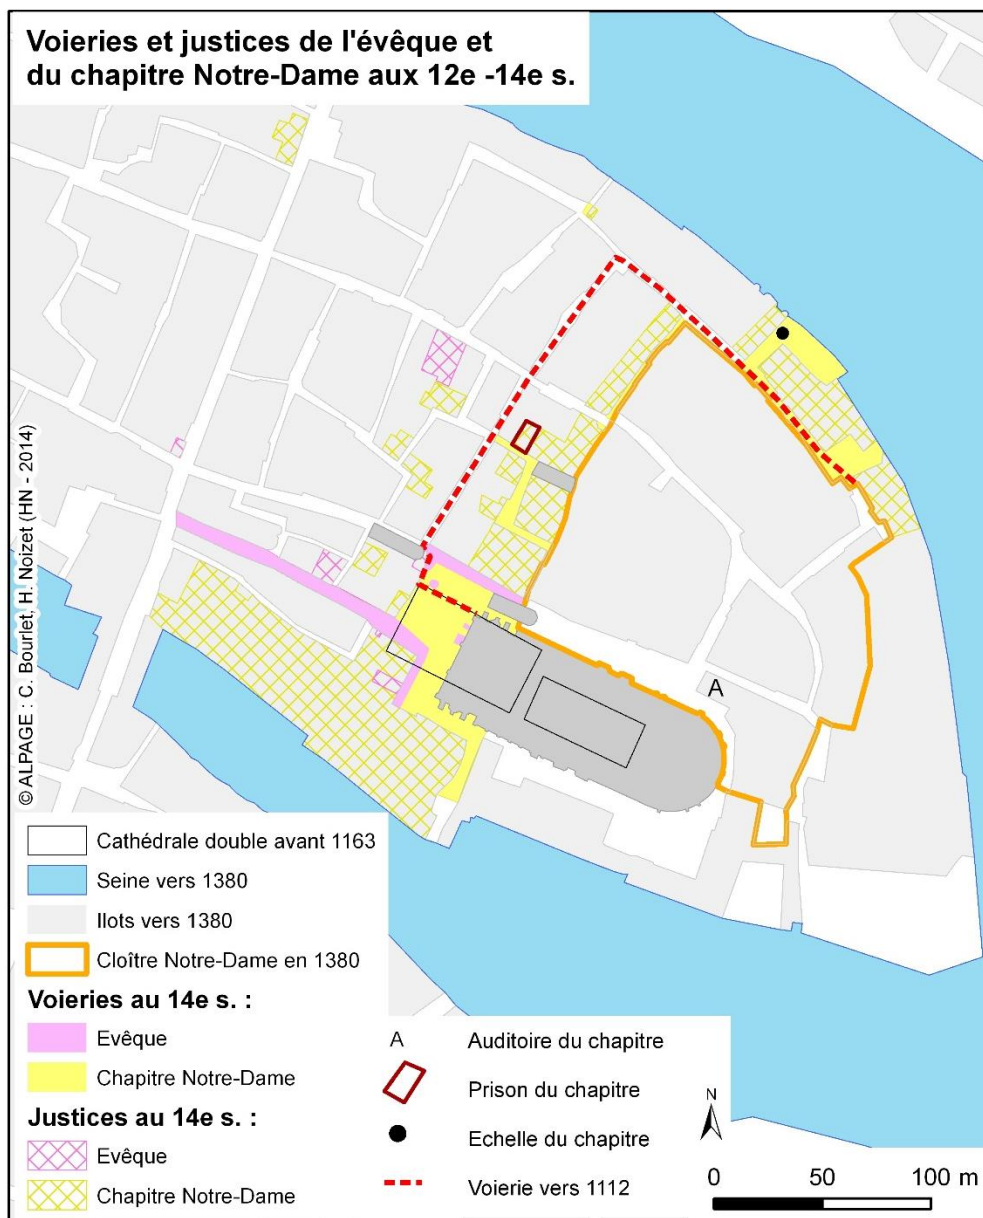 Voieries et justices de l'évêque et
du chapitre Notre-Dame aux 12e -14e s.
© ALPAGE : C. Bourlet, H. Noizet (HN - 2014)
A
Cathédrale double avant 1163
Seine vers 1380
Ilots vers 1380
Cloître Notre-Dame en 1380
Voieries au 14e s. :
Evêque
Chapitre Notre-Dame
Justices au 14e s. :
Evêque
Chapitre Notre-Dame
A Auditoire du chapitre
Prison du chapitre
Echelle du chapitre
Voierie vers 1112
N
0 50 100 m